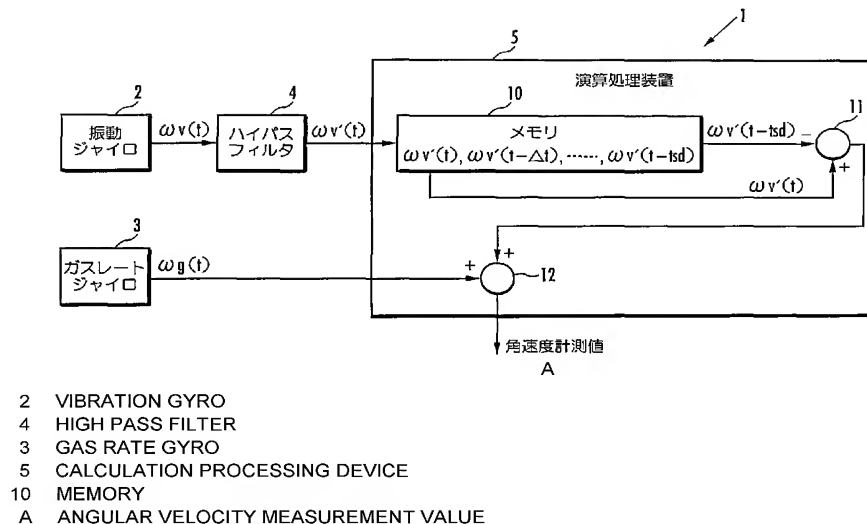 1
5
演算処理装置
2
振動
ジャイロ
ωv(t)
4
ハイパス
フィルタ
ωv'(t)
10
メモリ
ωv'(t), ωv'(t-Δt), ……, ωv'(t-tsd)
ωv'(t-tsd)
−
11
+
ωv'(t)
3
ガスレート
ジャイロ
ωg(t)
+
+
12
角速度計測値
A
2 VIBRATION GYRO
4 HIGH PASS FILTER
3 GAS RATE GYRO
5 CALCULATION PROCESSING DEVICE
10 MEMORY
A ANGULAR VELOCITY MEASUREMENT VALUE